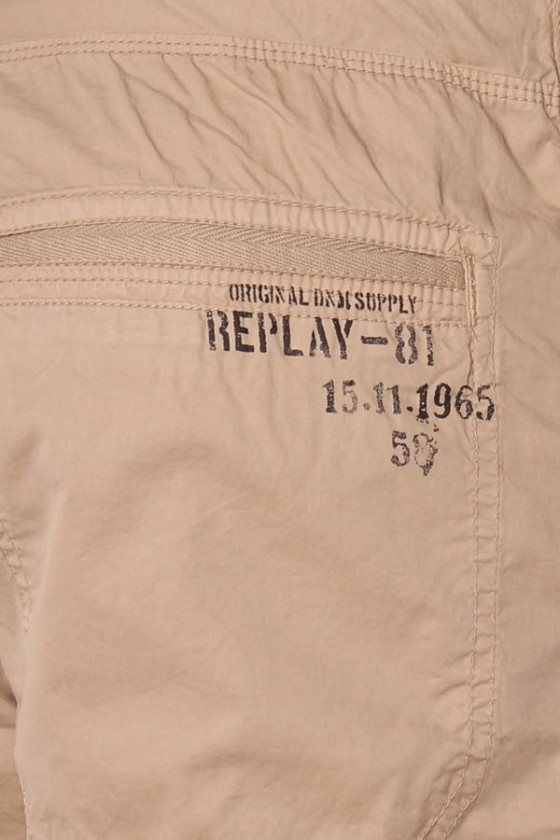 ORIGINAL DNM SUPPLY
REPLAY-81
15.11.1965